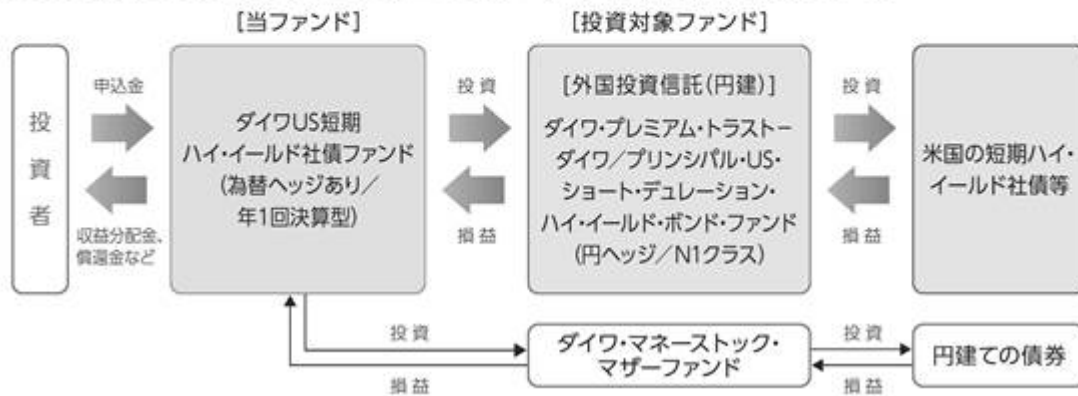 [当ファンド]
[投資対象ファンド]
投資者
申込金
収益分配金、
償還金など
ダイワUS短期
ハイ・イールド社債ファンド
(為替ヘッジあり/
年1回決算型)
投 資
損 益
[外国投資信託(円建)]
ダイワ・プレミアム・トラスト−
ダイワ/プリンシパル・US・
ショート・デュレーション・
ハイ・イールド・ボンド・ファンド
(円ヘッジ/N1クラス)
投 資
損 益
米国の短期ハイ・
イールド社債等
投 資
損 益
ダイワ・マネーストック・
マザーファンド
投 資
損 益
円建ての債券